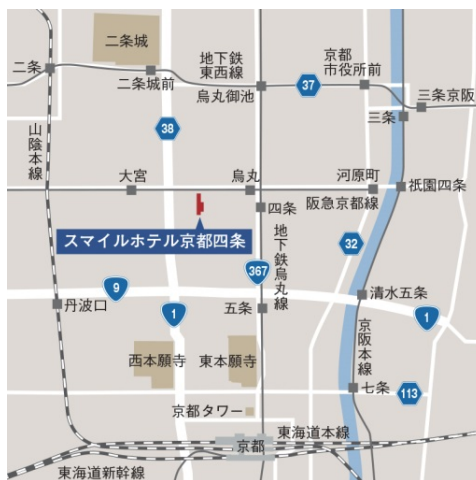 二条城
地下鉄
東西線
京都
市役所前
二条
二条城前
烏丸御池
37
三条京阪
三条
38
山陰本線
大宮
烏丸
河原町
祇園四条
四条
阪急京都線
スマイルホテル京都四条
地下鉄烏丸線
32
367
9
清水五条
丹波口
1
五条
1
京阪本線
西本願寺
東本願寺
七条
113
京都タワー
京都
東海道本線
東海道新幹線